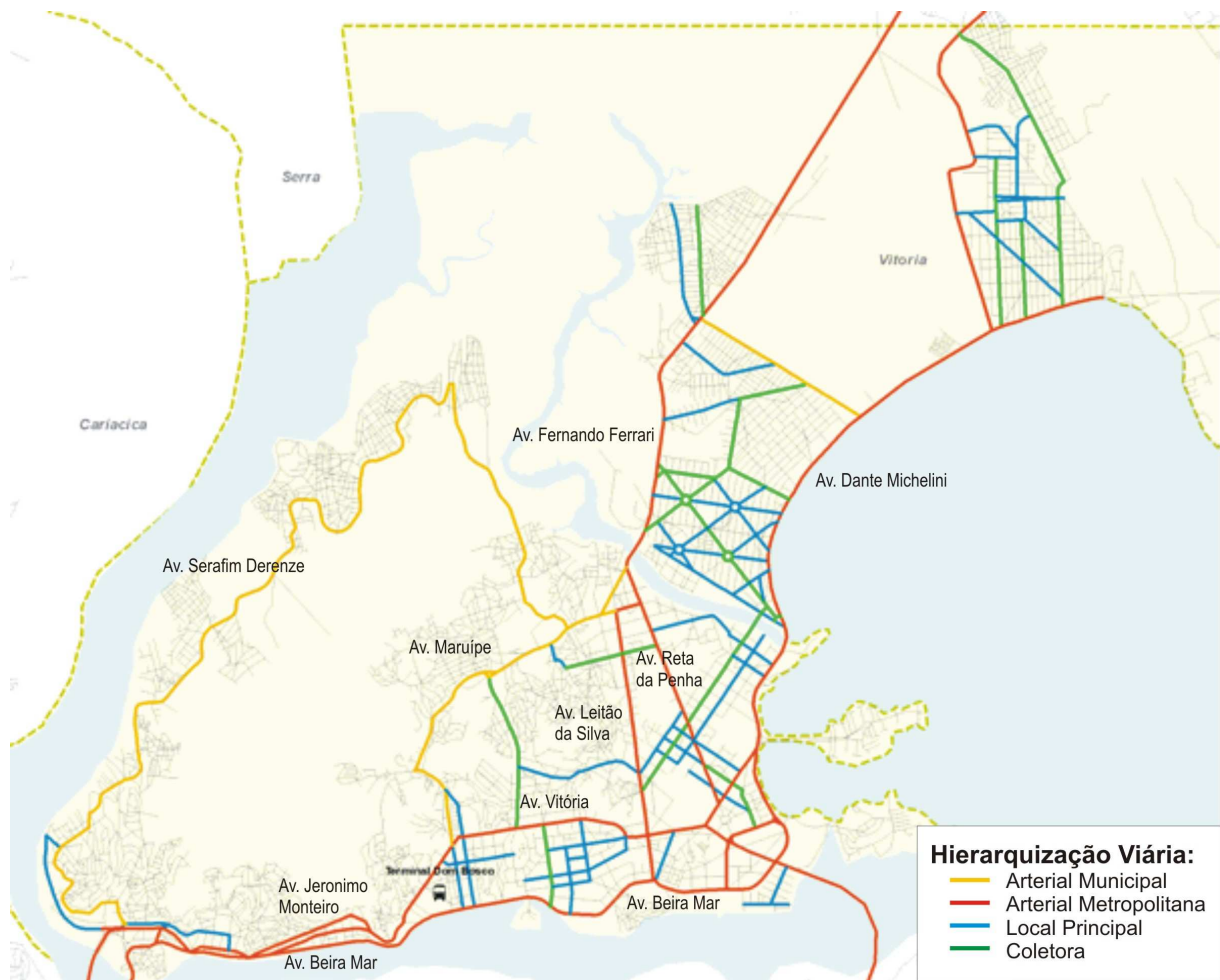 Serra
Vitoria
Cariacica
Av. Fernando Ferrari
Av. Dante Michelini
Av. Serafim Derenze
Av. Maruípe
Av. Reta
da Penha
Av. Leitão
da Silva
Av. Vitória
Terminal Dom Bosco
Av. Jeronimo
Monteiro
Av. Beira Mar
Av. Beira Mar
Hierarquização Viária:
Arterial Municipal
Arterial Metropolitana
Local Principal
Coletora